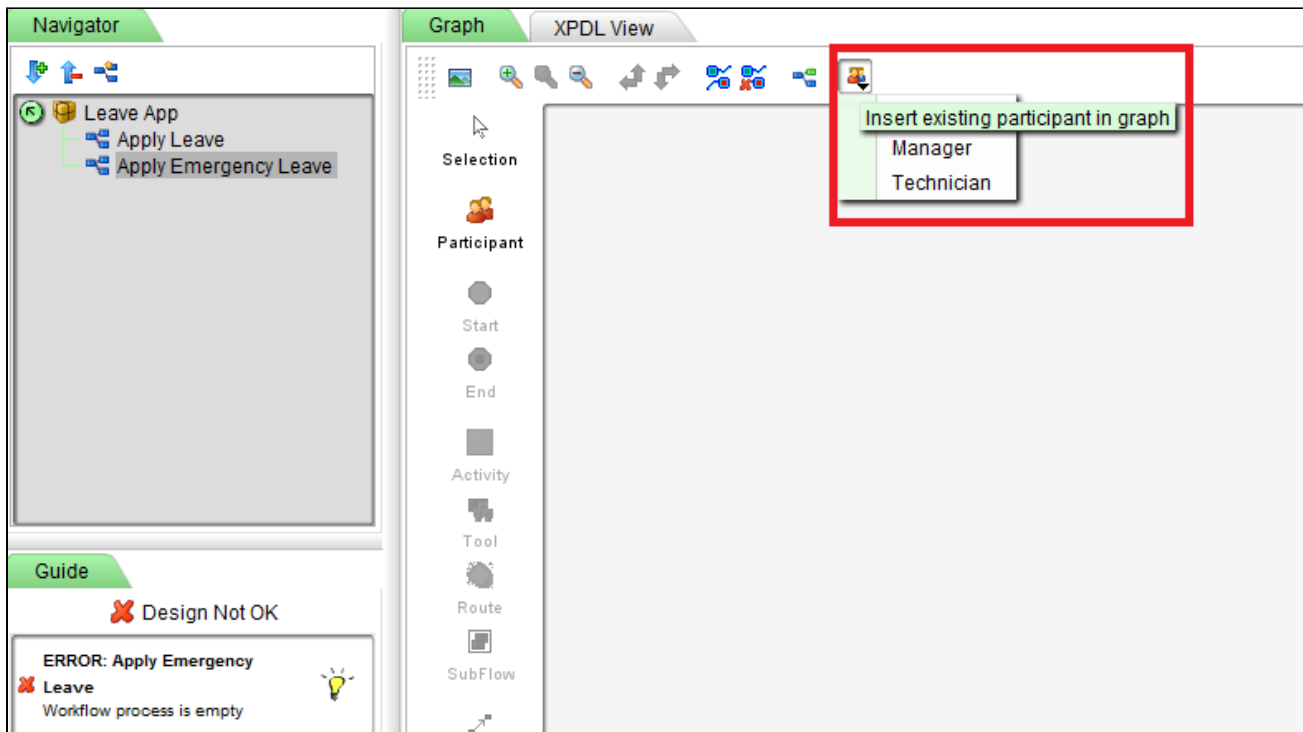 Navigator
Leave App
Apply Leave
Apply Emergency Leave
Guide
Design Not OK
ERROR: Apply Emergency
Leave
Workflow process is empty
Graph
XPDL View
Insert existing participant in graph
Manager
Technician
Selection
Participant
Start
End
Activity
Tool
Route
SubFlow